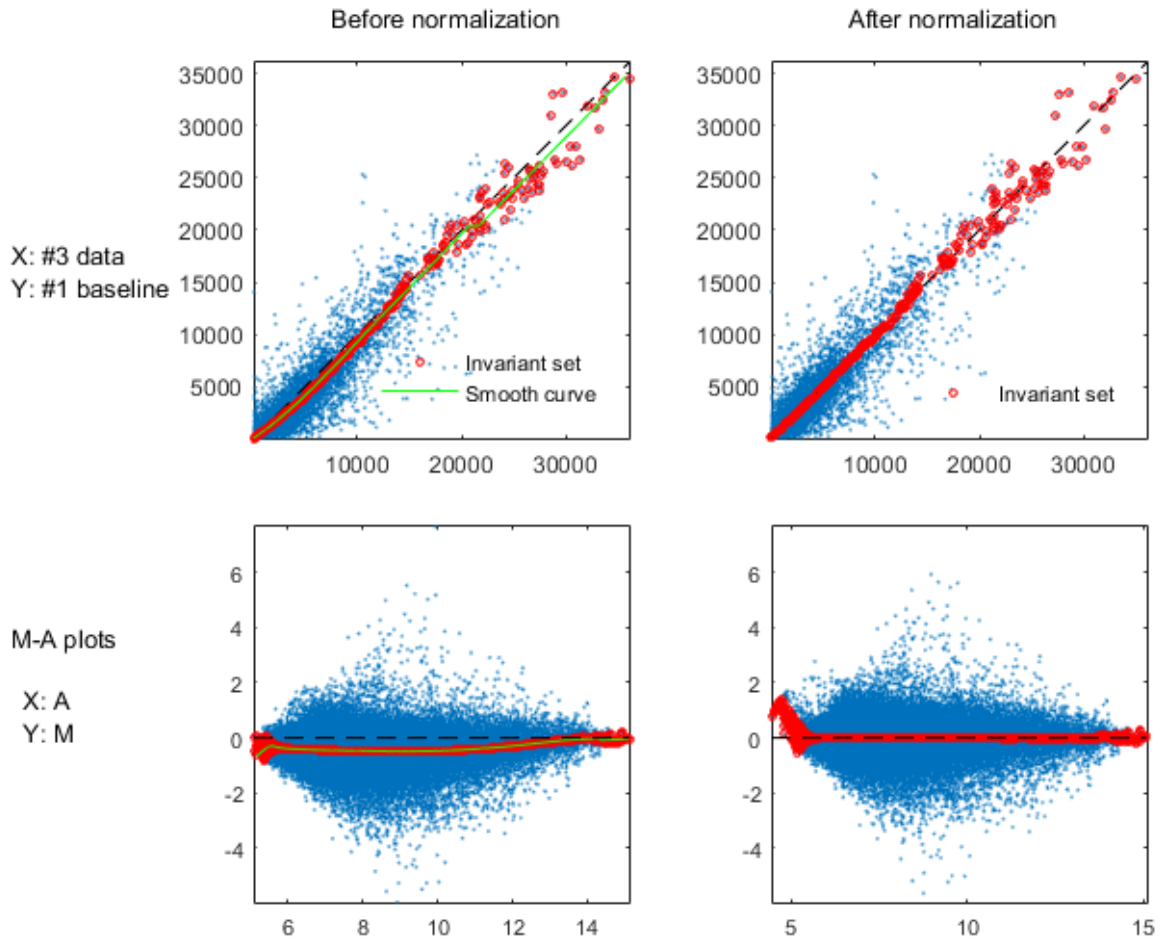 Before normalization
After normalization
35000
30000
25000
20000
15000
10000
5000
X: #3 data
Y: #1 baseline
Invariant set
Smooth curve
10000 20000 30000
35000
30000
25000
20000
15000
10000
5000
Invariant set
10000 20000 30000
M-A plots
X: A
Y: M
6
4
2
0
-2
-4
6 8 10 12 14
6
4
2
0
-2
-4
5 10 15